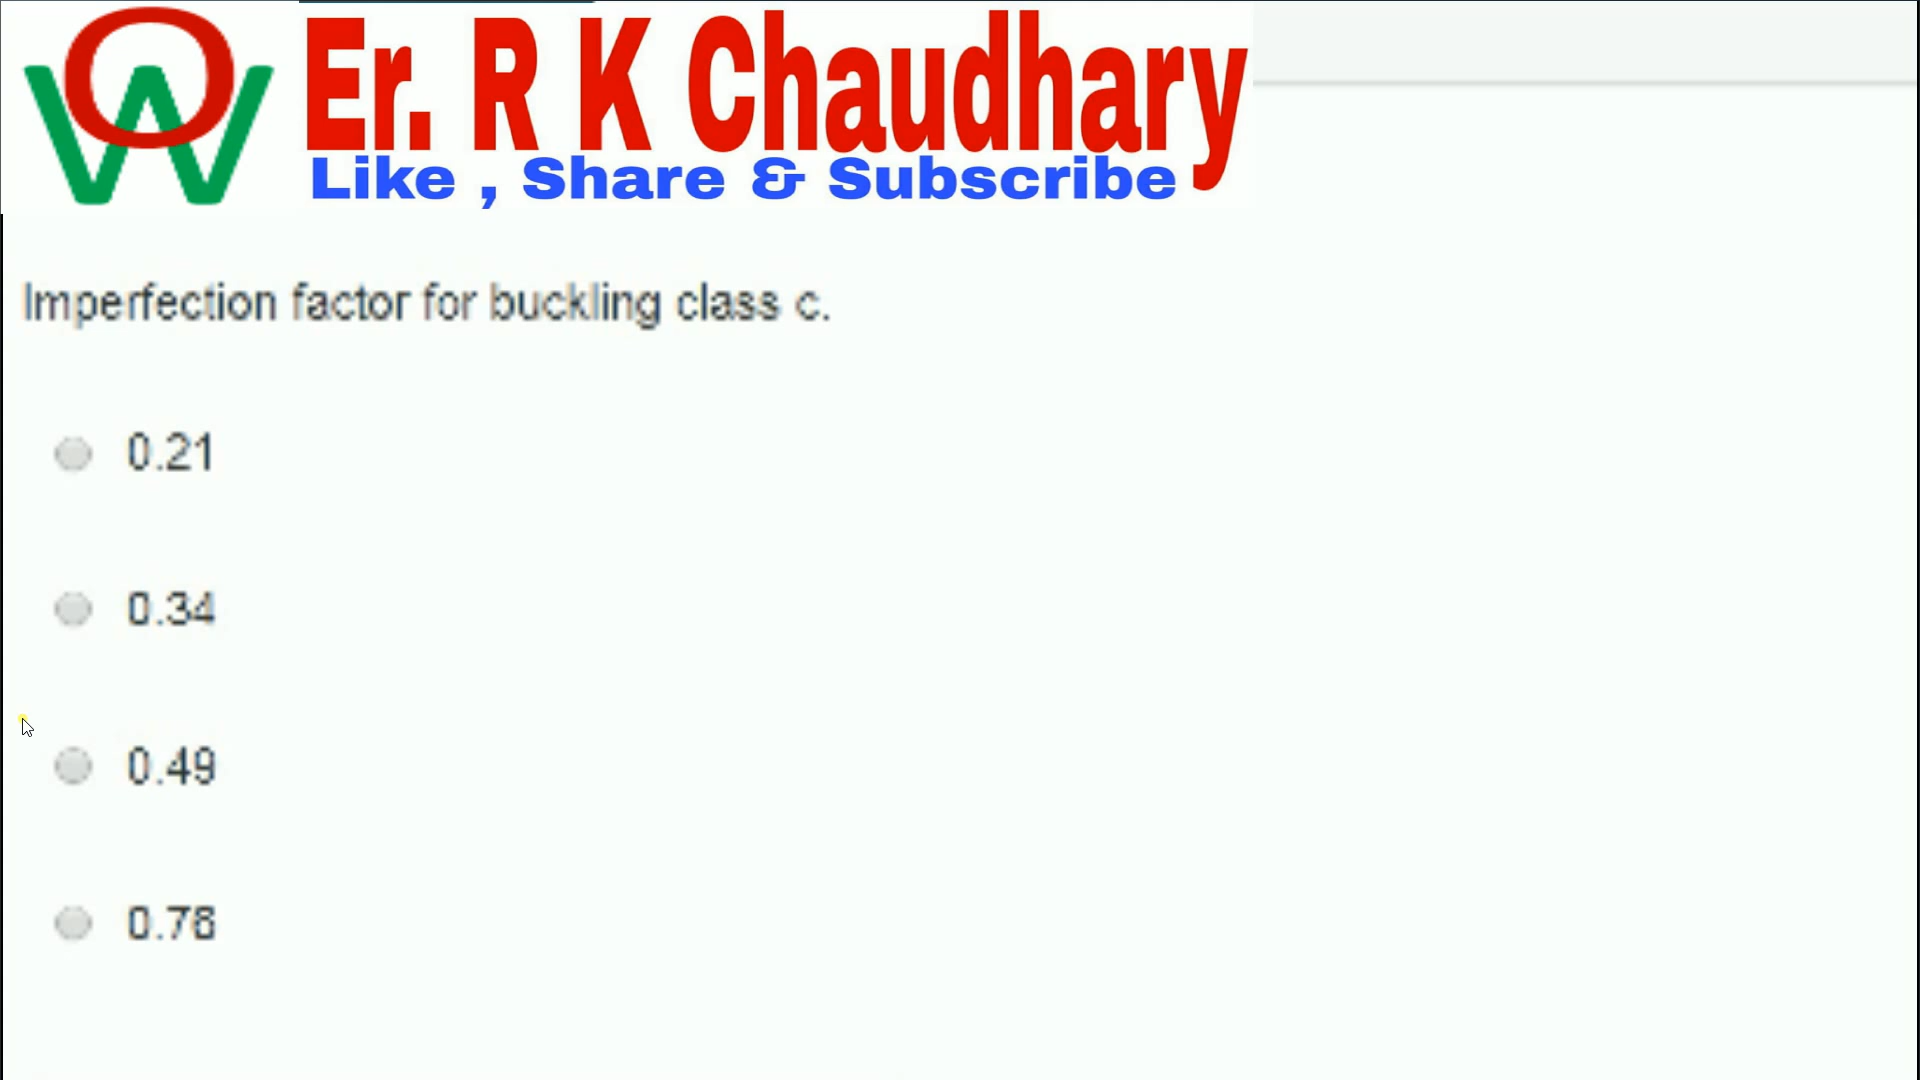 Er. R K Chaudhary
Like , Share & Subscribe
Imperfection factor for buckling class c.
0.21
0.34
0.49
0.76